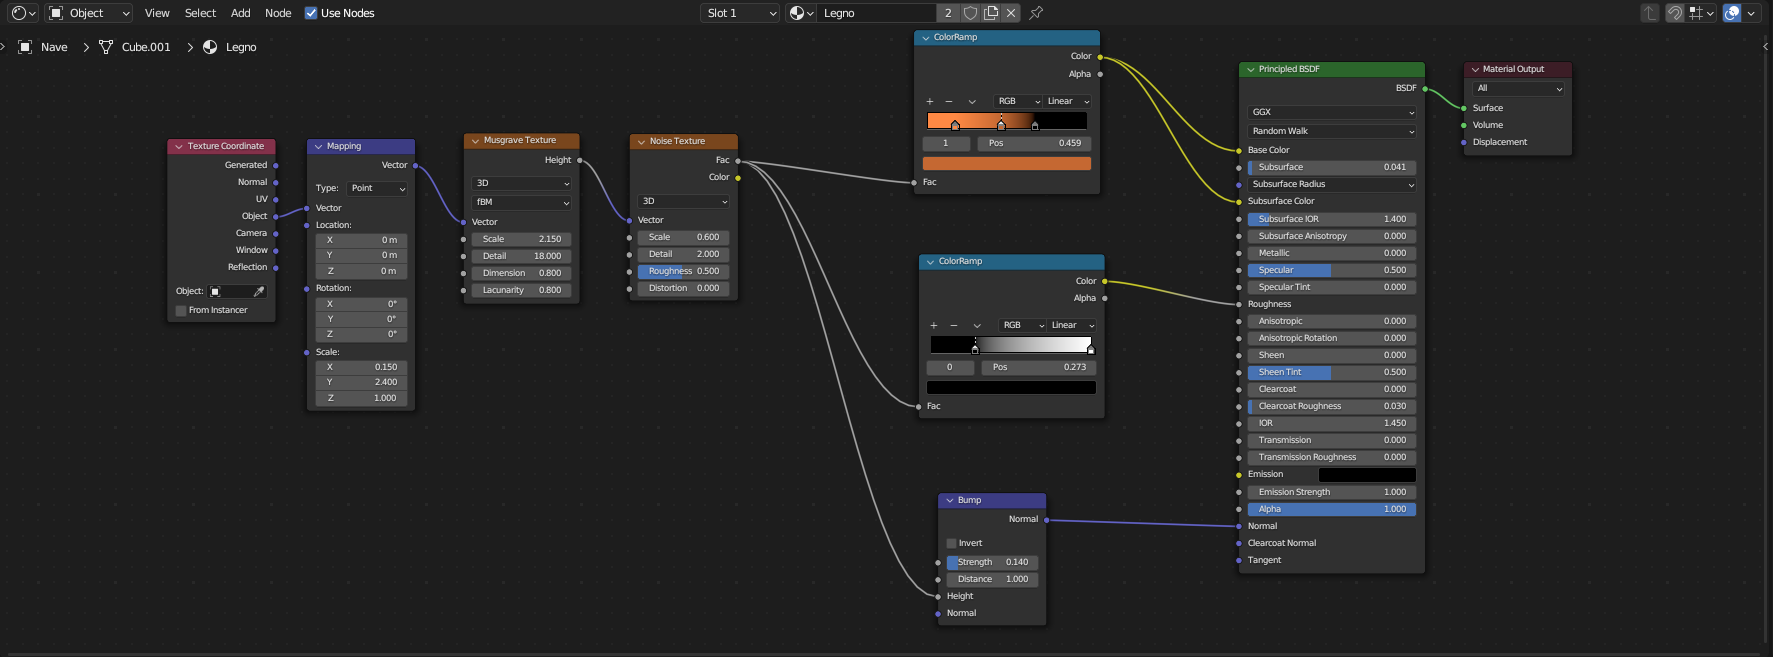 Object View Select Add Node Use Nodes Slot 1 Legno 2
Nave Cube.001 Legno
Texture Coordinate
Generated
Normal
UV
Object
Camera
Window
Reflection
Object:
From Instancer
Mapping
Vector
Type: Point
Vector
Location:
X 0 m
Y 0 m
Z 0 m
Rotation:
X 0°
Y 0°
Z 0°
Scale:
X 0.150
Y 2.400
Z 1.000
Musgrave Texture
Height
3D
fBM
Vector
Scale 2.150
Detail 18.000
Dimension 0.800
Lacunarity 0.800
Noise Texture
Fac
Color
3D
Vector
Scale 0.600
Detail 2.000
Roughness 0.500
Distortion 0.000
ColorRamp
Color
Alpha
+ − RGB Linear
1 Pos 0.459
Fac
ColorRamp
Color
Alpha
+ − RGB Linear
0 Pos 0.273
Fac
Bump
Normal
Invert
Strength 0.140
Distance 1.000
Height
Normal
Principled BSDF
BSDF
GGX
Random Walk
Base Color
Subsurface 0.041
Subsurface Radius
Subsurface Color
Subsurface IOR 1.400
Subsurface Anisotropy 0.000
Metallic 0.000
Specular 0.500
Specular Tint 0.000
Roughness
Anisotropic 0.000
Anisotropic Rotation 0.000
Sheen 0.000
Sheen Tint 0.500
Clearcoat 0.000
Clearcoat Roughness 0.030
IOR 1.450
Transmission 0.000
Transmission Roughness 0.000
Emission
Emission Strength 1.000
Alpha 1.000
Normal
Clearcoat Normal
Tangent
Material Output
All
Surface
Volume
Displacement